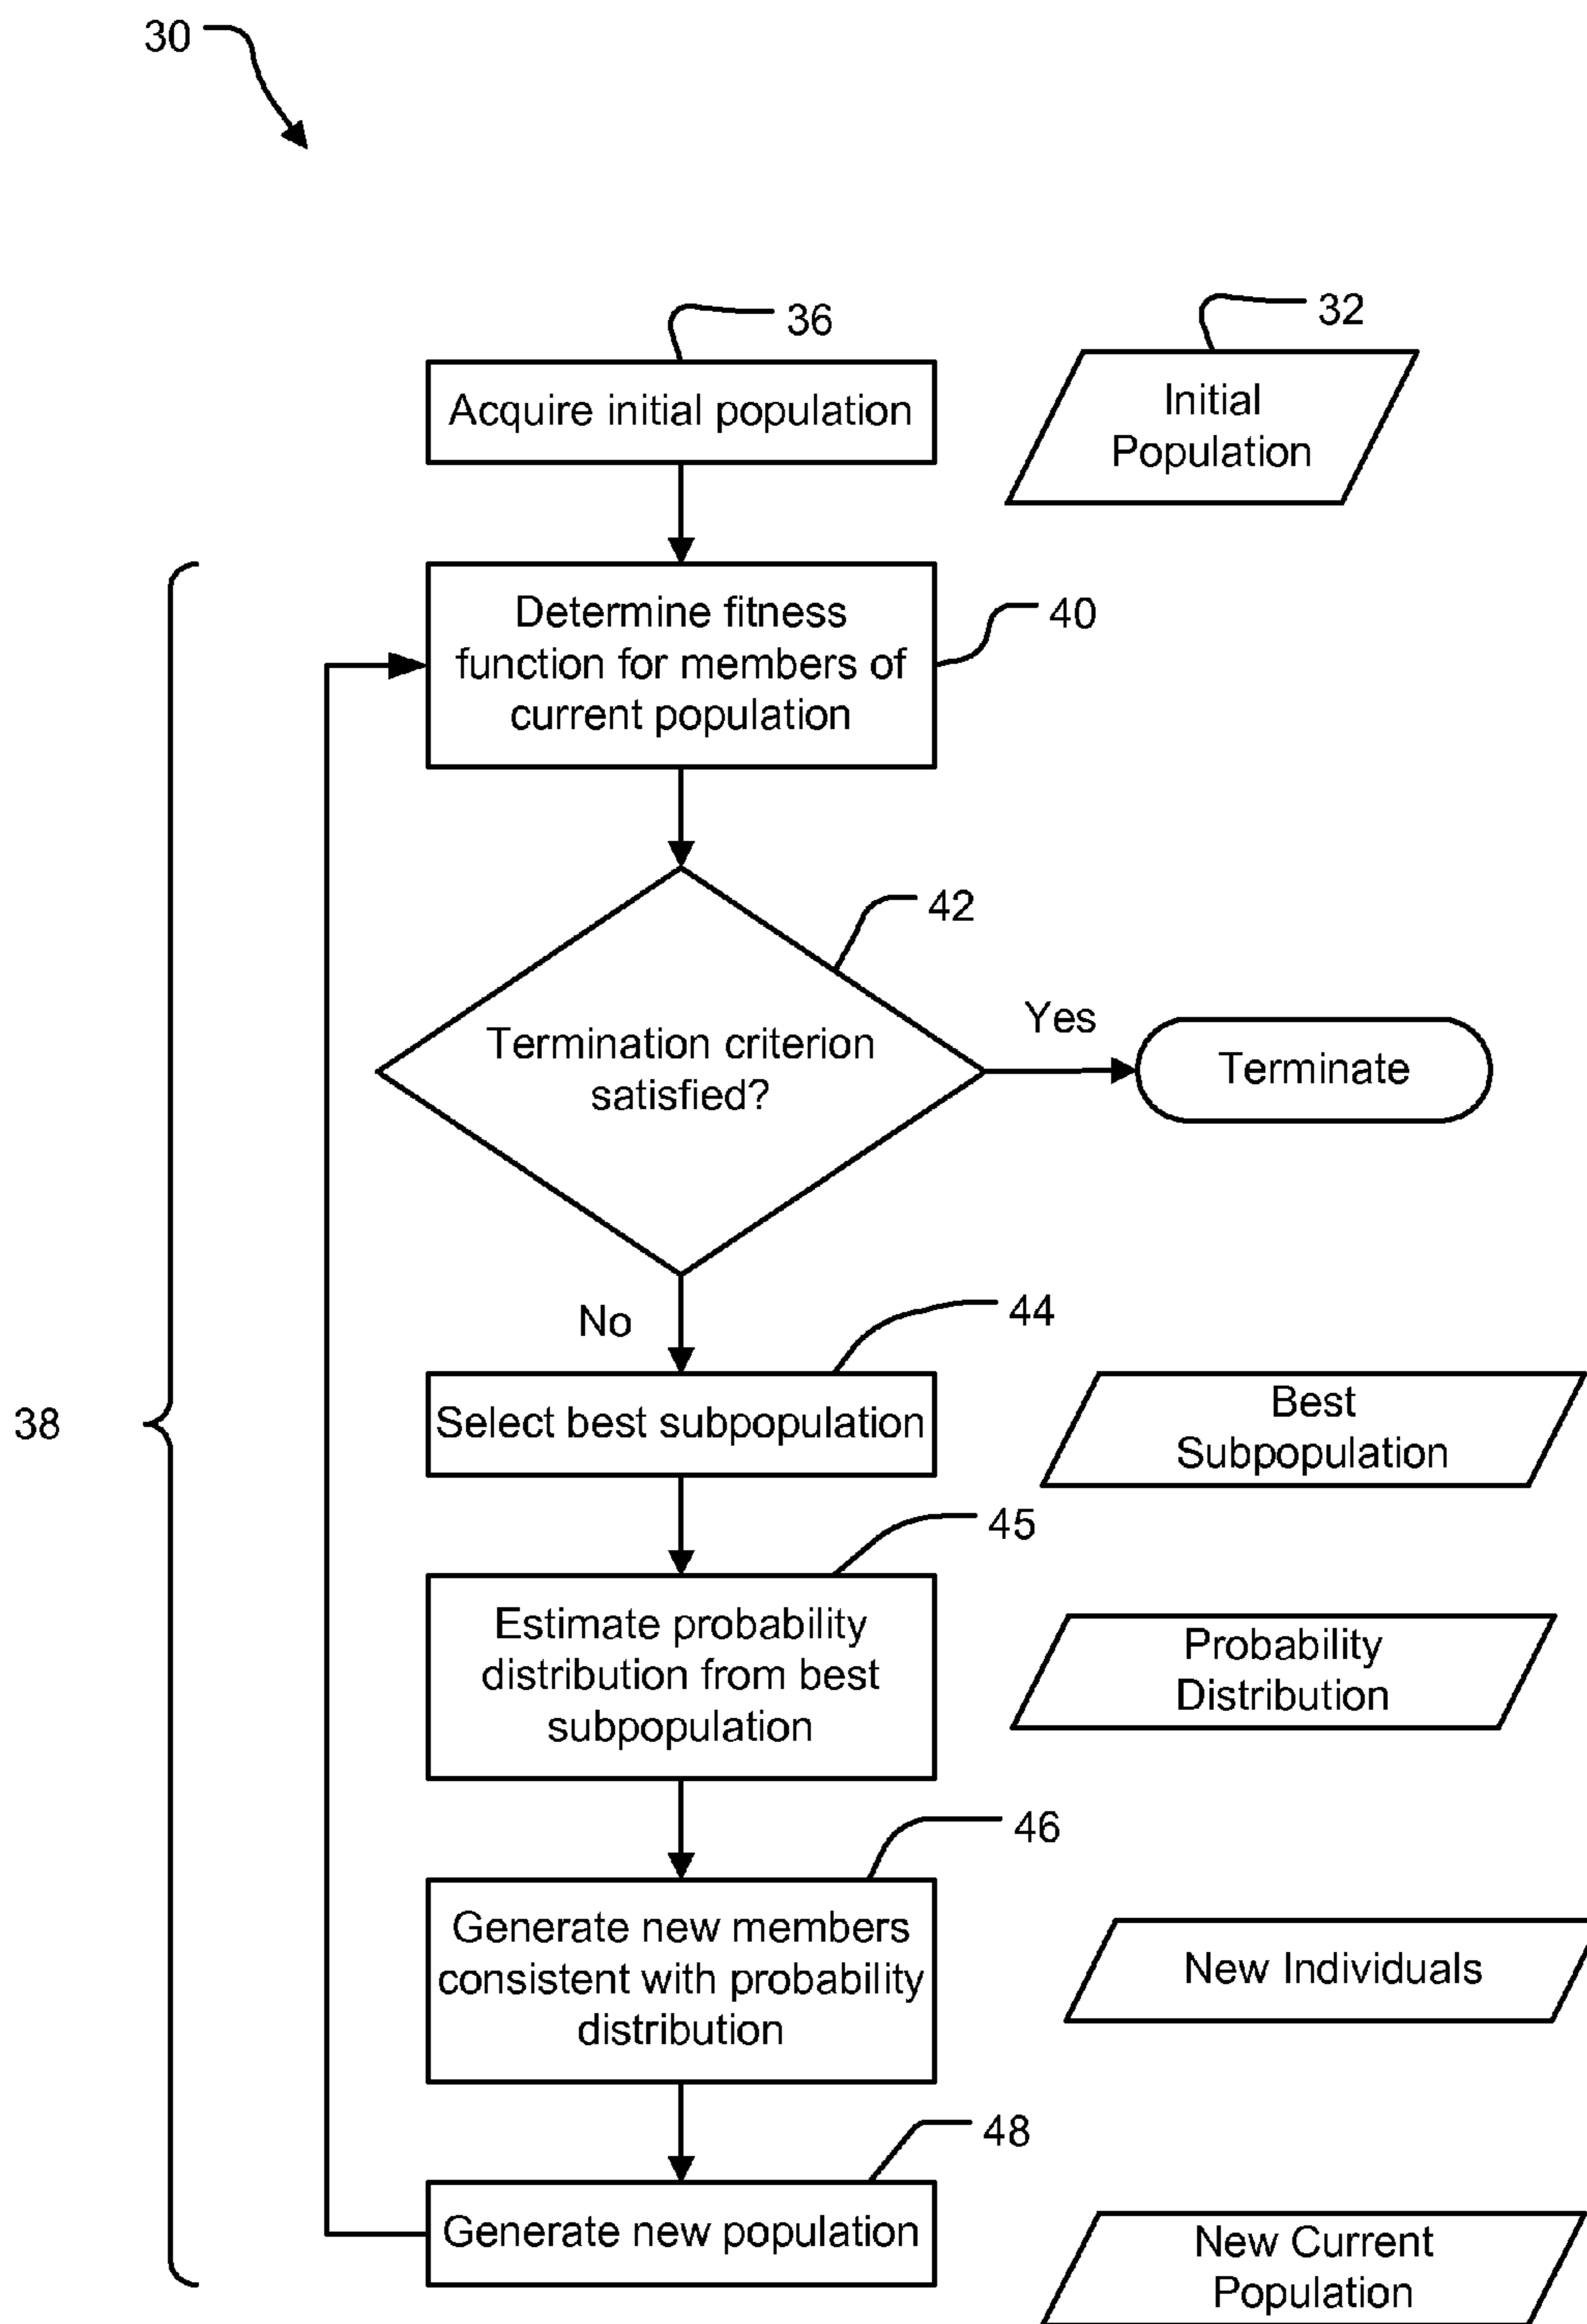 30
36
32
Acquire initial population
Initial
Population
Determine fitness
function for members of
current population
40
42
Termination criterion
satisfied?
Yes
Terminate
No
44
38
Select best subpopulation
Best
Subpopulation
45
Estimate probability
distribution from best
subpopulation
Probability
Distribution
46
Generate new members
consistent with probability
distribution
New Individuals
48
Generate new population
New Current
Population